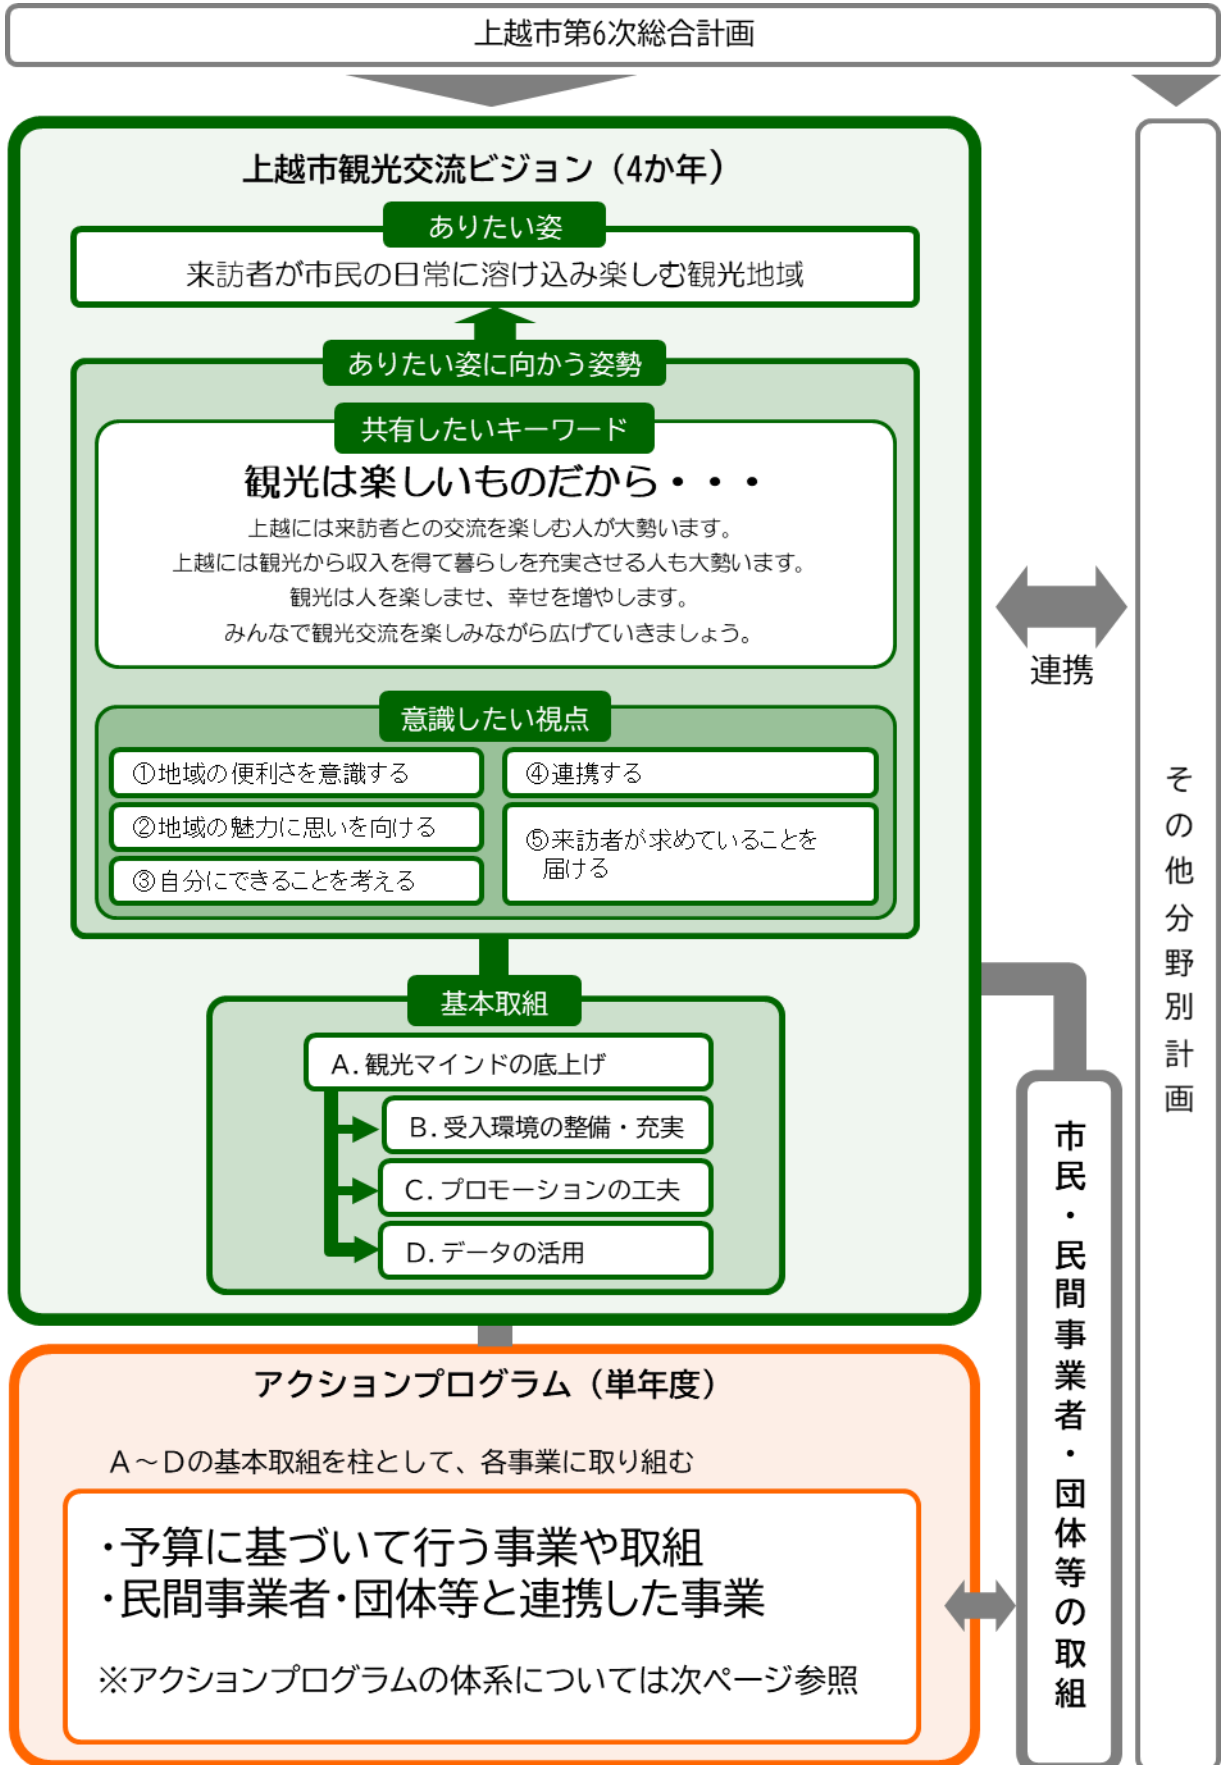 上越市第6次総合計画
上越市観光交流ビジョン（4か年）
ありたい姿
来訪者が市民の日常に溶け込み楽しむ観光地域
ありたい姿に向かう姿勢
共有したいキーワード
観光は楽しいものだから・・・
上越には来訪者との交流を楽しむ人が大勢います。
上越には観光から収入を得て暮らしを充実させる人も大勢います。
観光は人を楽しませ、幸せを増やします。
みんなで観光交流を楽しみながら広げていきましょう。
意識したい視点
①地域の便利さを意識する
②地域の魅力に思いを向ける
③自分にできることを考える
④連携する
⑤来訪者が求めていることを
届ける
基本取組
A．観光マインドの底上げ
B．受入環境の整備・充実
C．プロモーションの工夫
D．データの活用
アクションプログラム（単年度）
A～Dの基本取組を柱として、各事業に取り組む
・予算に基づいて行う事業や取組
・民間事業者・団体等と連携した事業
※アクションプログラムの体系については次ページ参照
連携
市民・民間事業者・団体等の取組
その他分野別計画